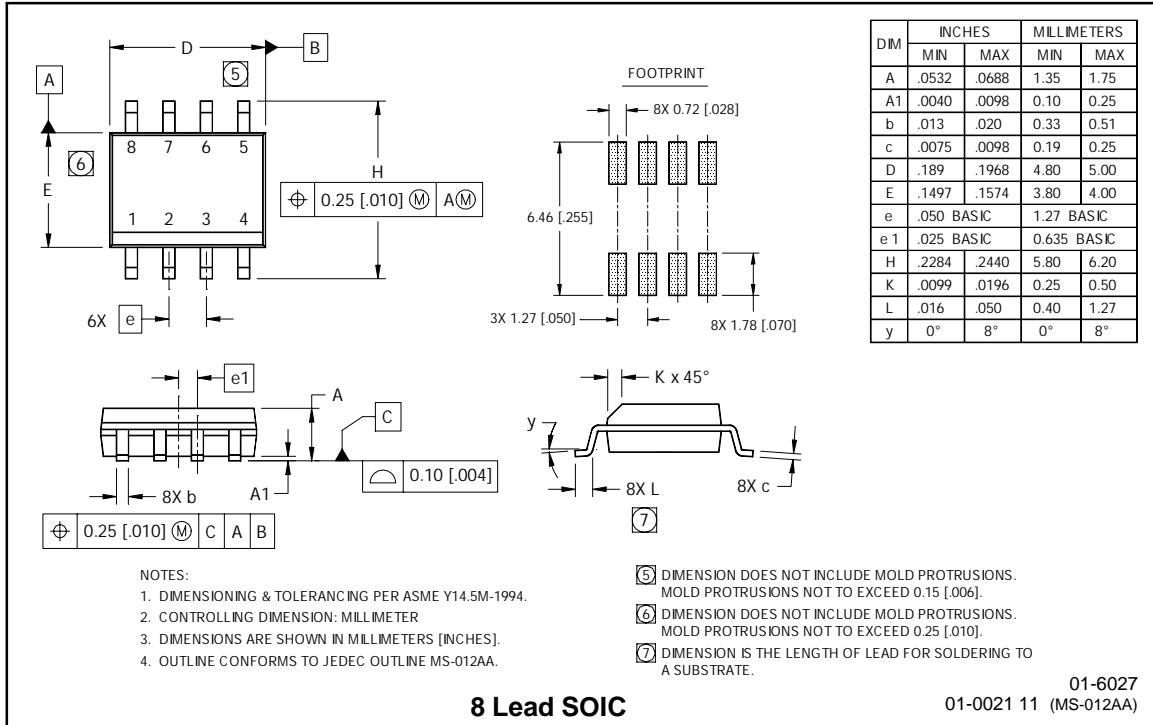 D
B
5
A
8 7 6 5
6
E
H
⌖ 0.25 [.010] Ⓜ AⓂ
1 2 3 4
6X e
FOOTPRINT
8X 0.72 [.028]
6.46 [.255]
3X 1.27 [.050]
8X 1.78 [.070]
DIM INCHES MILLIMETERS
MIN MAX MIN MAX
A .0532 .0688 1.35 1.75
A1 .0040 .0098 0.10 0.25
b .013 .020 0.33 0.51
c .0075 .0098 0.19 0.25
D .189 .1968 4.80 5.00
E .1497 .1574 3.80 4.00
e .050 BASIC 1.27 BASIC
e1 .025 BASIC 0.635 BASIC
H .2284 .2440 5.80 6.20
K .0099 .0196 0.25 0.50
L .016 .050 0.40 1.27
y 0° 8° 0° 8°
e1
A
C
0.10 [.004]
A1
8X b
⌖ 0.25 [.010] Ⓜ C A B
K x 45°
y
8X L
8X c
7
NOTES:
1. DIMENSIONING & TOLERANCING PER ASME Y14.5M-1994.
2. CONTROLLING DIMENSION: MILLIMETER
3. DIMENSIONS ARE SHOWN IN MILLIMETERS [INCHES].
4. OUTLINE CONFORMS TO JEDEC OUTLINE MS-012AA.
5 DIMENSION DOES NOT INCLUDE MOLD PROTRUSIONS.
MOLD PROTRUSIONS NOT TO EXCEED 0.15 [.006].
6 DIMENSION DOES NOT INCLUDE MOLD PROTRUSIONS.
MOLD PROTRUSIONS NOT TO EXCEED 0.25 [.010].
7 DIMENSION IS THE LENGTH OF LEAD FOR SOLDERING TO
A SUBSTRATE.
8 Lead SOIC
01-6027
01-0021 11 (MS-012AA)